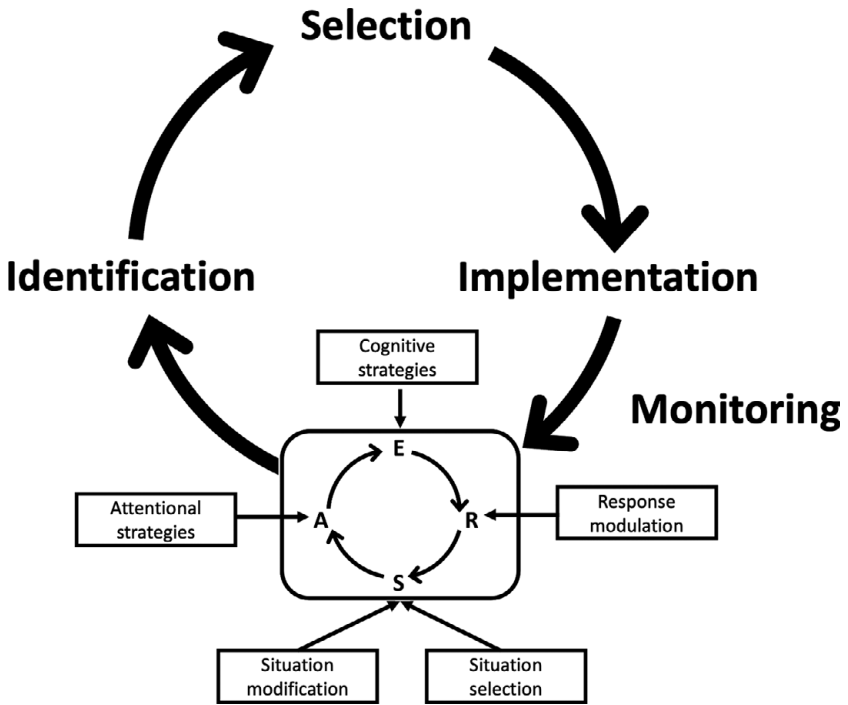 Selection
Identification
Implementation
Cognitive
strategies
Monitoring
E
Attentional
strategies
A
R
Response
modulation
S
Situation
modification
Situation
selection